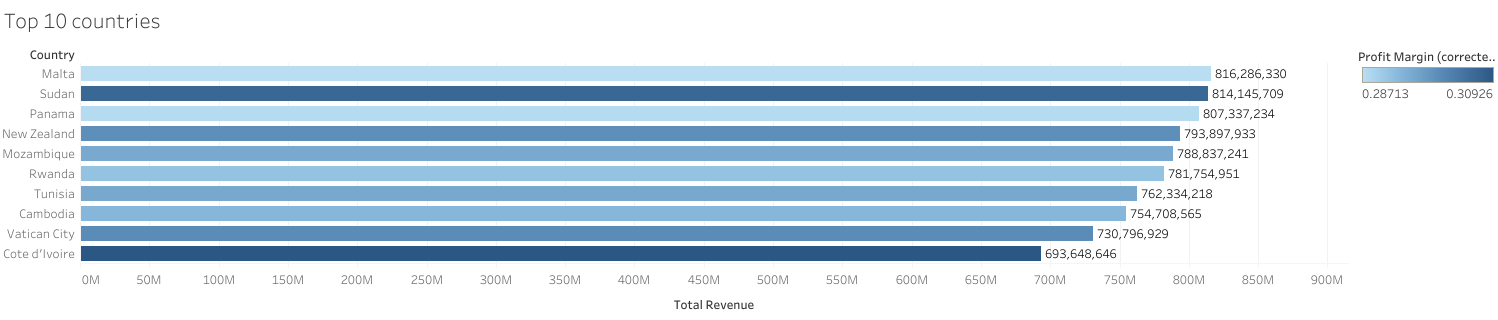 Top 10 countries
Country
Profit Margin (correcte..
Malta 816,286,330
0.28713 0.30926
Sudan 814,145,709
Panama 807,337,234
New Zealand 793,897,933
Mozambique 788,837,241
Rwanda 781,754,951
Tunisia 762,334,218
Cambodia 754,708,565
Vatican City 730,796,929
Cote d'Ivoire 693,648,646
0M 50M 100M 150M 200M 250M 300M 350M 400M 450M 500M 550M 600M 650M 700M 750M 800M 850M 900M
Total Revenue